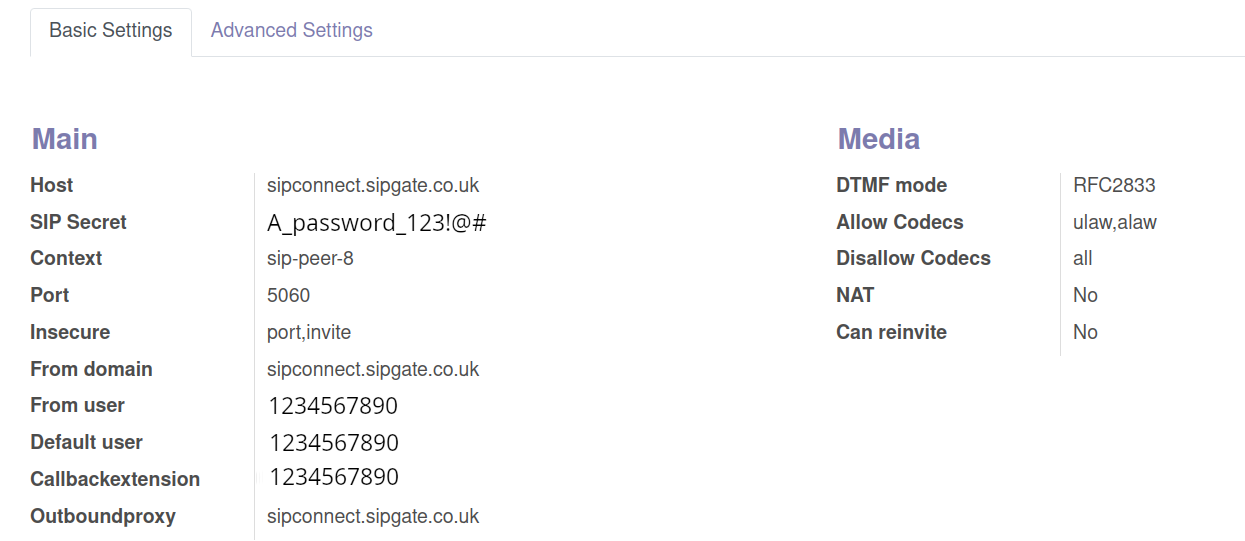 Basic Settings Advanced Settings
Main
Host sipconnect.sipgate.co.uk
SIP Secret A_password_123!@#
Context sip-peer-8
Port 5060
Insecure port,invite
From domain sipconnect.sipgate.co.uk
From user 1234567890
Default user 1234567890
Callbackextension 1234567890
Outboundproxy sipconnect.sipgate.co.uk
Media
DTMF mode RFC2833
Allow Codecs ulaw,alaw
Disallow Codecs all
NAT No
Can reinvite No